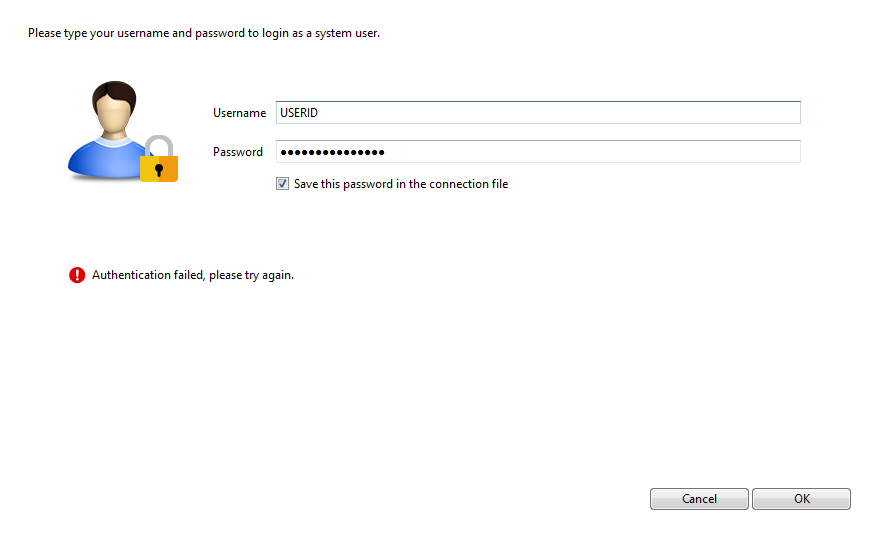 Please type your username and password to login as a system user.
Username USERID
Password ●●●●●●●●●●●●●●●
Save this password in the connection file
Authentication failed, please try again.
Cancel OK